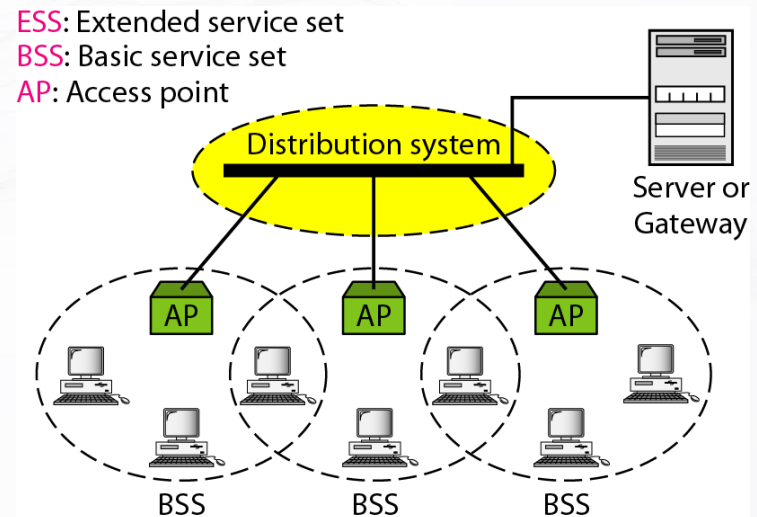 ESS: Extended service set
BSS: Basic service set
AP: Access point
Distribution system
Server or
Gateway
AP
AP
AP
BSS
BSS
BSS